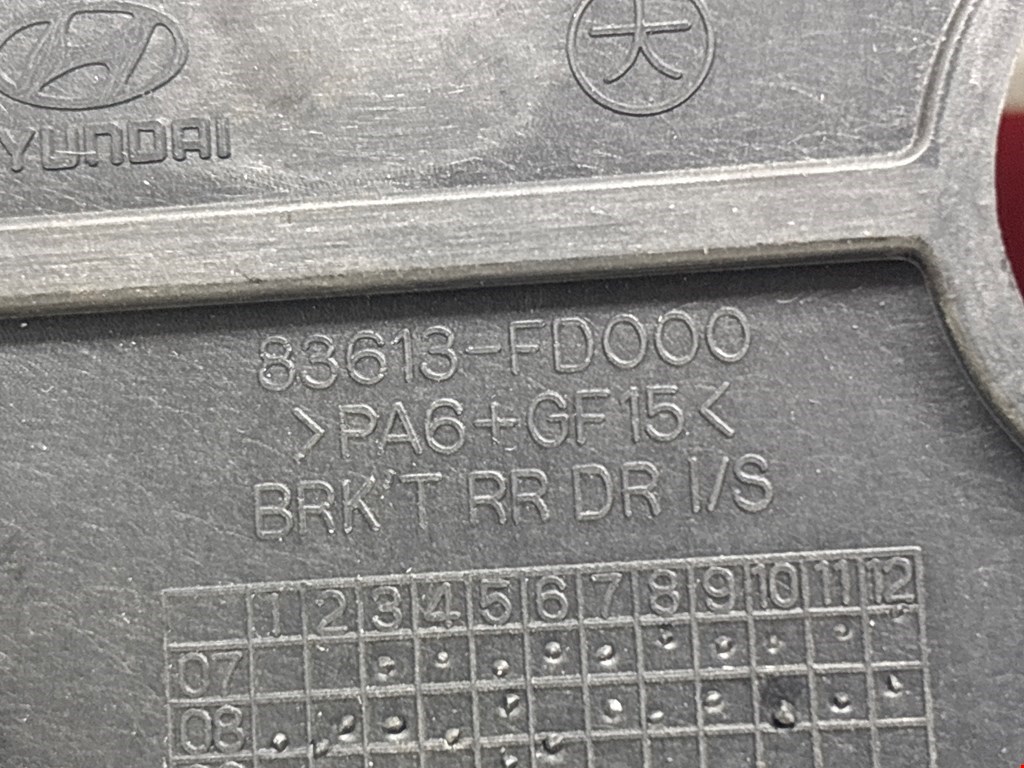 大
HYUNDAI
83613-FD000
>PA6+GF15<
BRK'T RR DR I/S
1 2 3 4 5 6 7 8 9 10 11 12
07
08